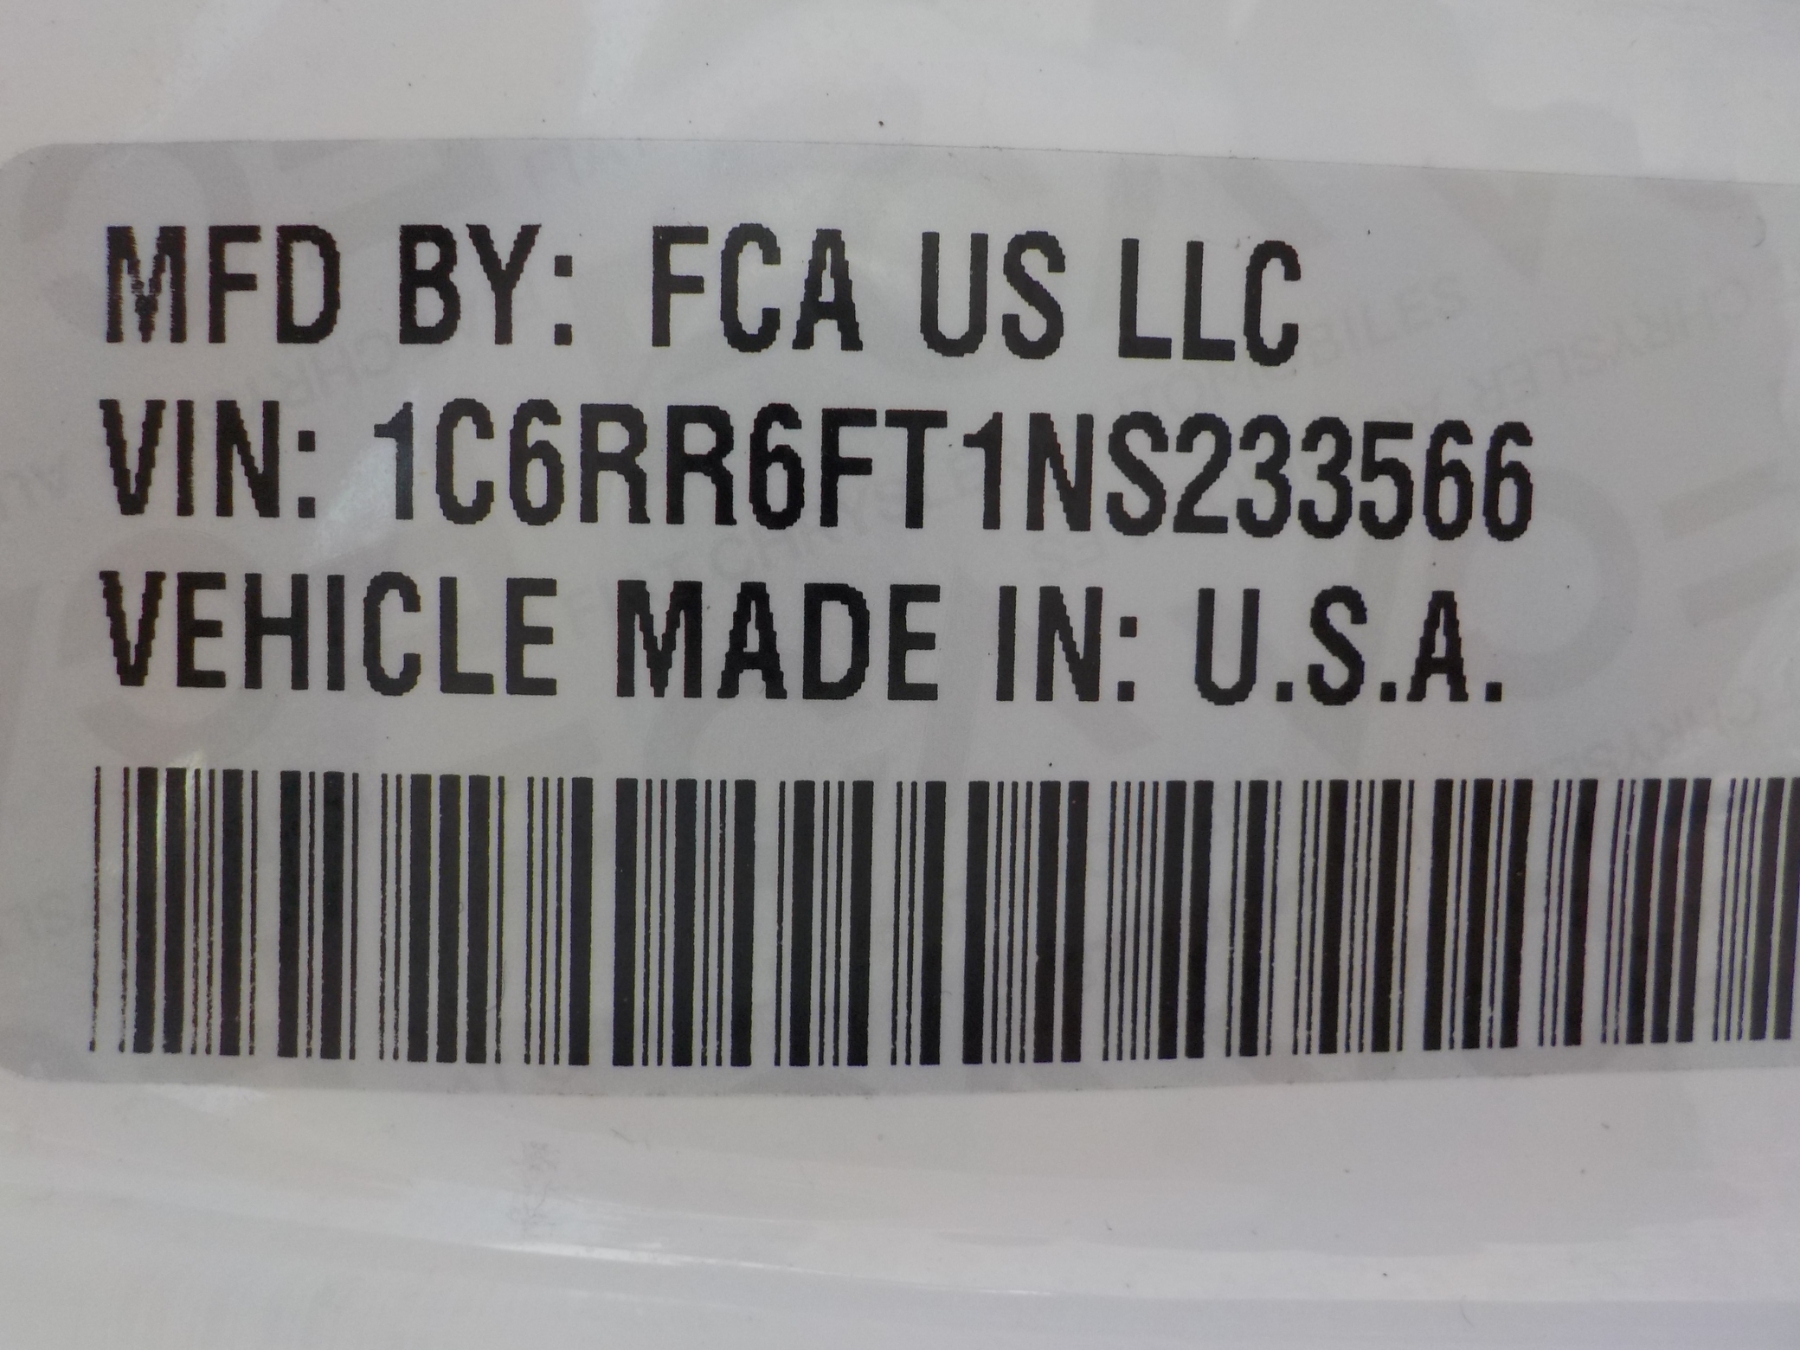 MFD BY: FCA US LLC
VIN: 1C6RR6FT1NS233566
VEHICLE MADE IN: U.S.A.